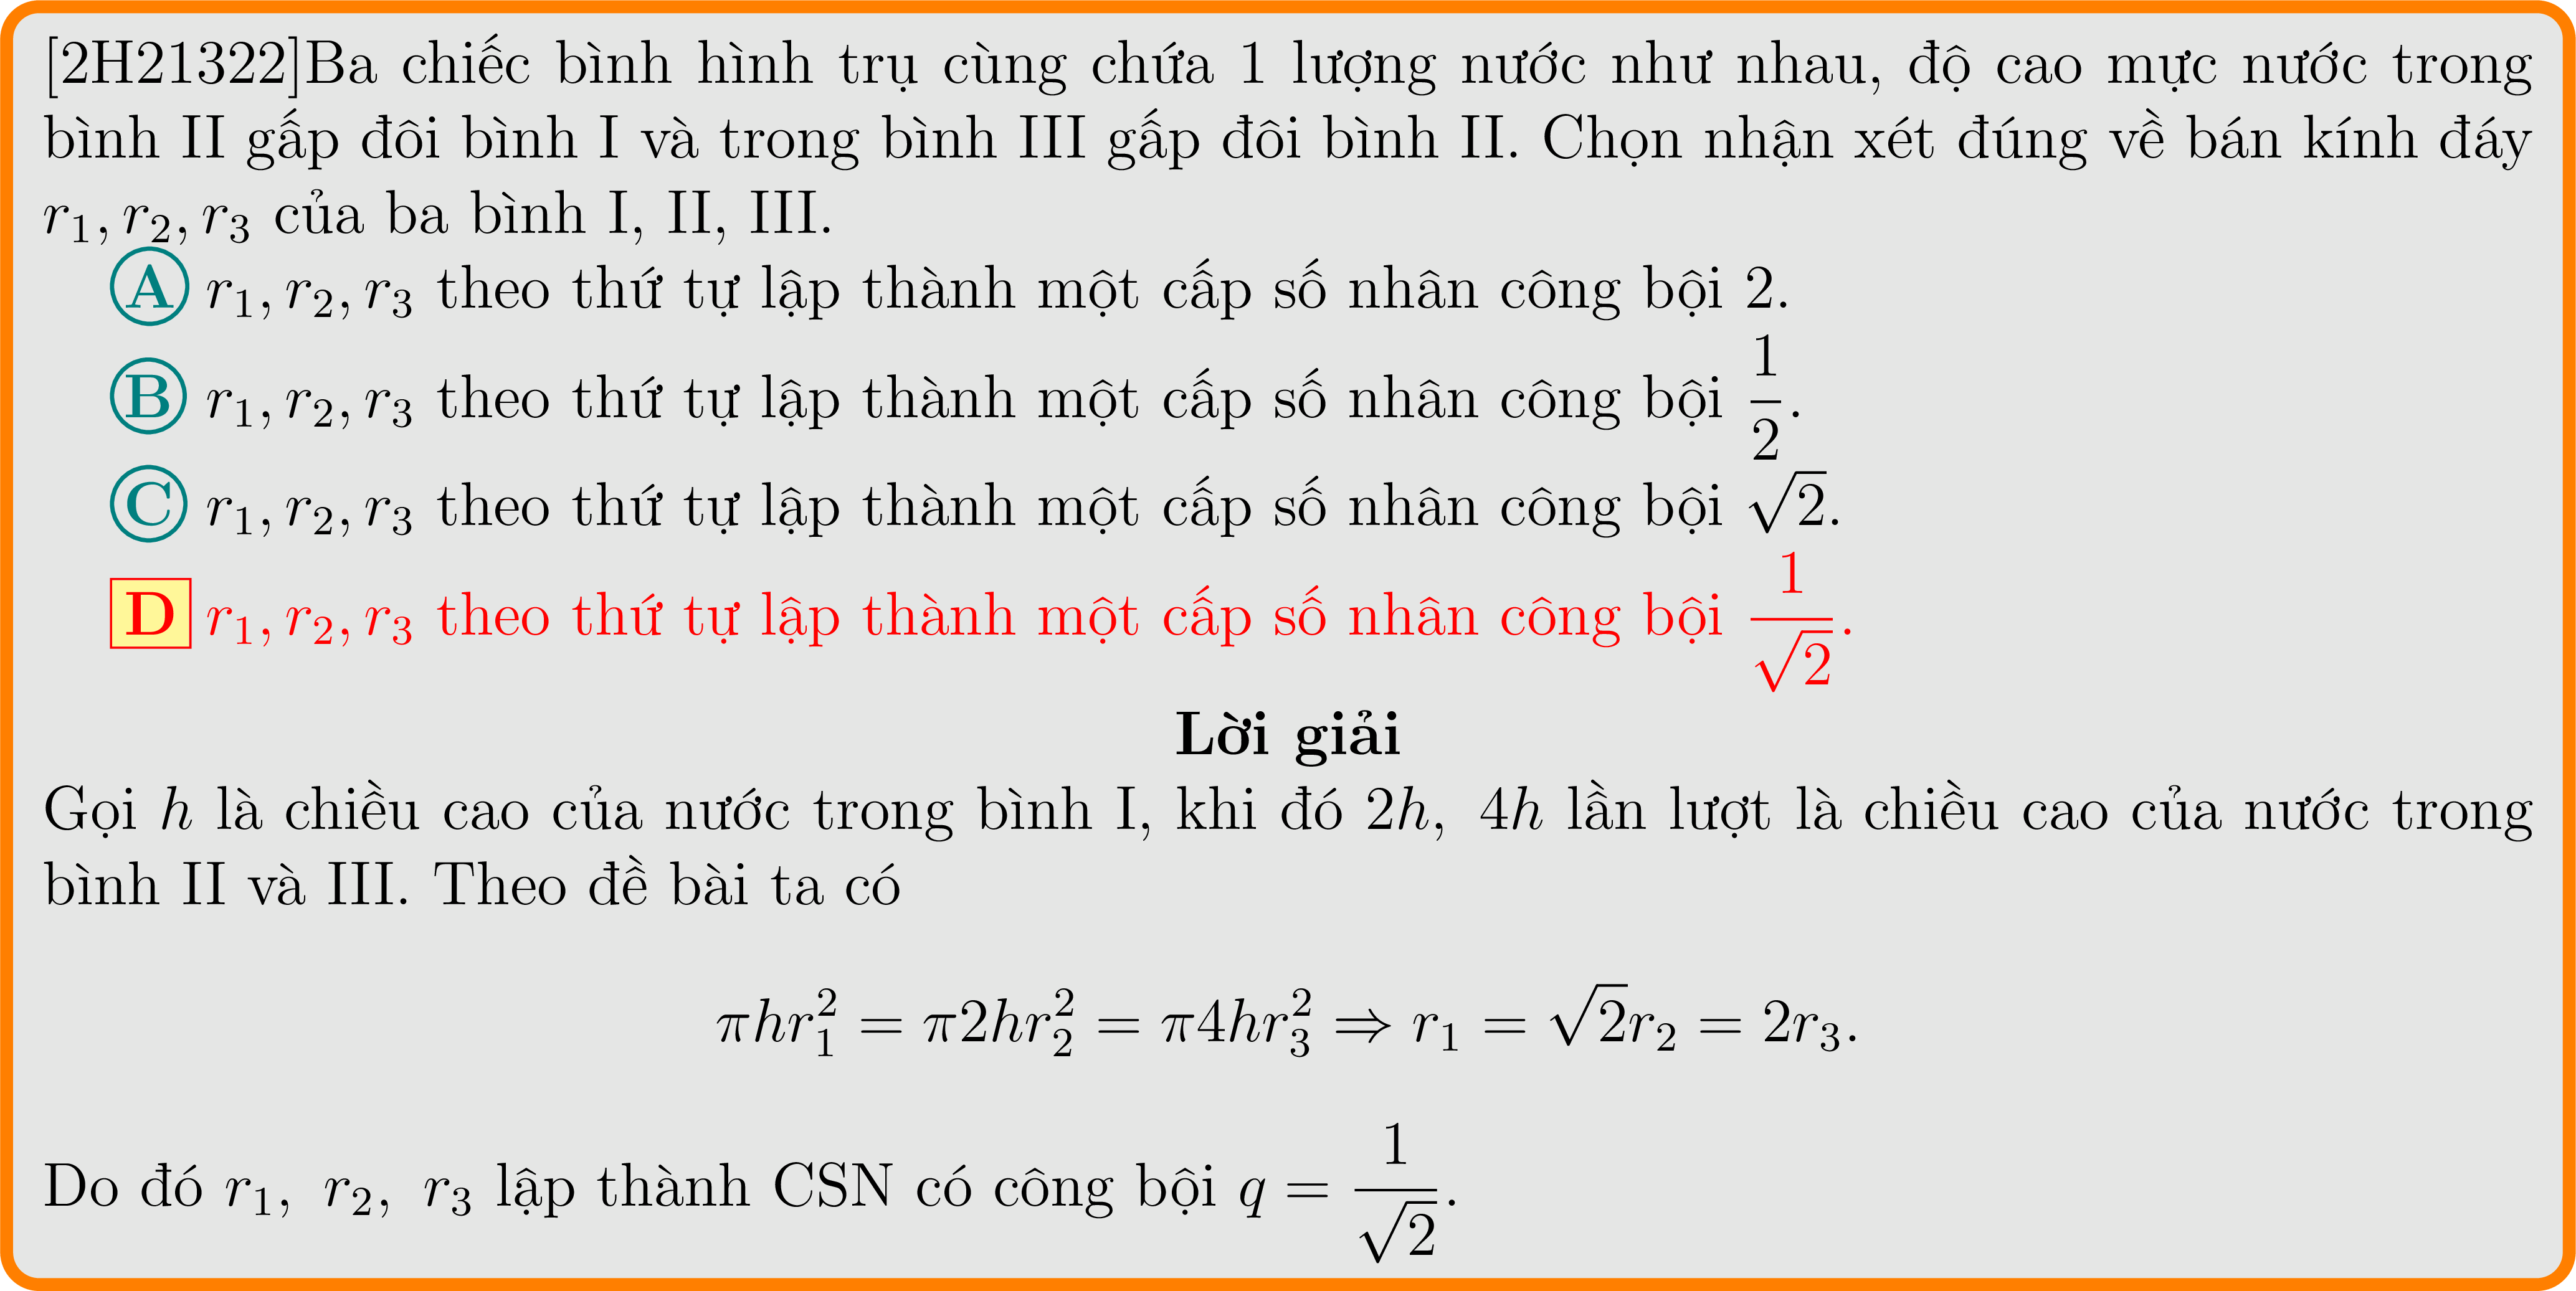 [2H21322]Ba chiếc bình hình trụ cùng chứa 1 lượng nước như nhau, độ cao mực nước trong
bình II gấp đôi bình I và trong bình III gấp đôi bình II. Chọn nhận xét đúng về bán kính đáy
$r_1, r_2, r_3$ của ba bình I, II, III.
A $r_1, r_2, r_3$ theo thứ tự lập thành một cấp số nhân công bội 2.
B $r_1, r_2, r_3$ theo thứ tự lập thành một cấp số nhân công bội $\frac{1}{2}$.
C $r_1, r_2, r_3$ theo thứ tự lập thành một cấp số nhân công bội $\sqrt{2}$.
D $r_1, r_2, r_3$ theo thứ tự lập thành một cấp số nhân công bội $\frac{1}{\sqrt{2}}$.
Lời giải
Gọi $h$ là chiều cao của nước trong bình I, khi đó $2h$, $4h$ lần lượt là chiều cao của nước trong
bình II và III. Theo đề bài ta có
$\pi h r_1^2 = \pi 2h r_2^2 = \pi 4h r_3^2 \Rightarrow r_1 = \sqrt{2} r_2 = 2r_3.$
Do đó $r_1, r_2, r_3$ lập thành CSN có công bội $q = \frac{1}{\sqrt{2}}$.